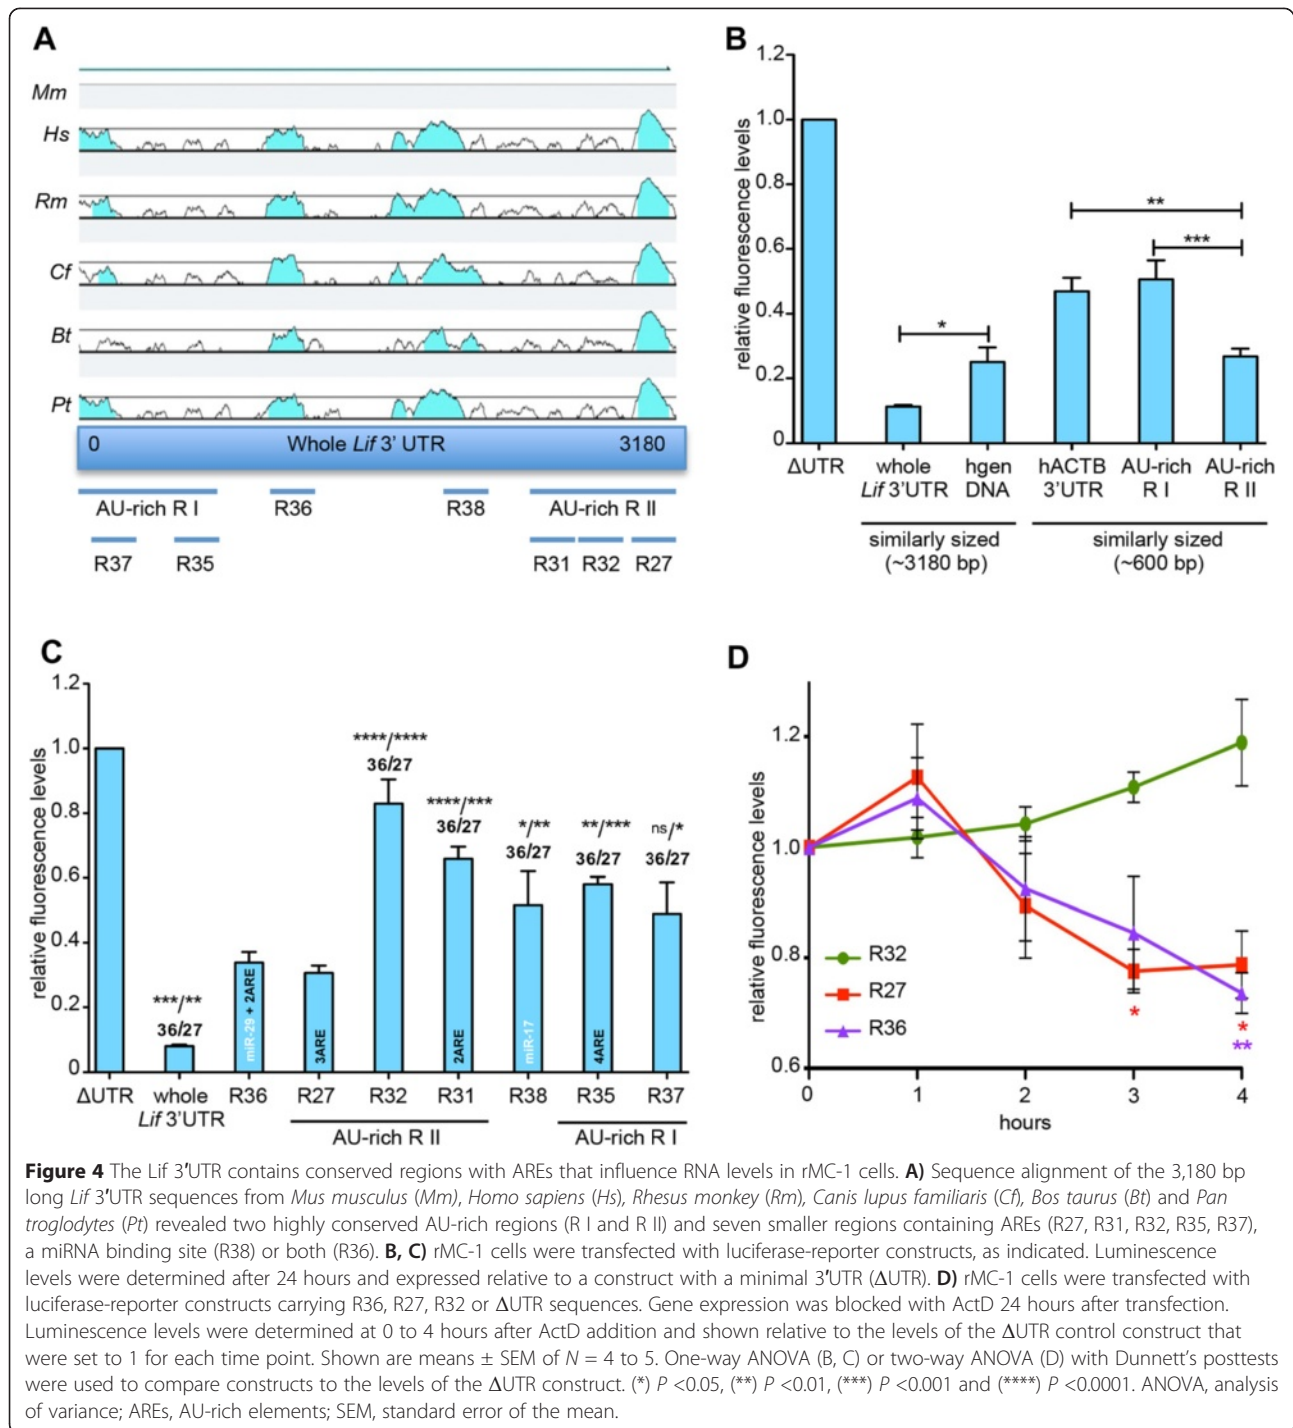 A
Mm
Hs
Rm
Cf
Bt
Pt
0 Whole Lif 3' UTR 3180
AU-rich R I R36 R38 AU-rich R II
R37 R35 R31 R32 R27
B
relative fluorescence levels
1.2
1.0
0.8
0.6
0.4
0.2
0
*
**
***
ΔUTR
whole Lif 3'UTR
hgen DNA
hACTB 3'UTR
AU-rich R I
AU-rich R II
similarly sized (~3180 bp)
similarly sized (~600 bp)
C
relative fluorescence levels
1.2
1.0
0.8
0.6
0.4
0.2
0
***/**
36/27
****/****
36/27
****/***
36/27
*/**
36/27
**/***
36/27
ns/*
36/27
miR-29 + 2ARE
3ARE
2ARE
miR-17
4ARE
ΔUTR
whole Lif 3'UTR
R36 R27 R32 R31 R38 R35 R37
AU-rich R II
AU-rich R I
D
relative fluorescence levels
1.2
1.0
0.8
0.6
R32
R27
R36
*
*
**
0 1 2 3 4
hours
Figure 4 The Lif 3′UTR contains conserved regions with AREs that influence RNA levels in rMC-1 cells. A) Sequence alignment of the 3,180 bp
long Lif 3′UTR sequences from Mus musculus (Mm), Homo sapiens (Hs), Rhesus monkey (Rm), Canis lupus familiaris (Cf), Bos taurus (Bt) and Pan
troglodytes (Pt) revealed two highly conserved AU-rich regions (R I and R II) and seven smaller regions containing AREs (R27, R31, R32, R35, R37),
a miRNA binding site (R38) or both (R36). B, C) rMC-1 cells were transfected with luciferase-reporter constructs, as indicated. Luminescence
levels were determined after 24 hours and expressed relative to a construct with a minimal 3′UTR (ΔUTR). D) rMC-1 cells were transfected with
luciferase-reporter constructs carrying R36, R27, R32 or ΔUTR sequences. Gene expression was blocked with ActD 24 hours after transfection.
Luminescence levels were determined at 0 to 4 hours after ActD addition and shown relative to the levels of the ΔUTR control construct that
were set to 1 for each time point. Shown are means ± SEM of N = 4 to 5. One-way ANOVA (B, C) or two-way ANOVA (D) with Dunnett's posttests
were used to compare constructs to the levels of the ΔUTR construct. (*) P <0.05, (**) P <0.01, (***) P <0.001 and (****) P <0.0001. ANOVA, analysis
of variance; AREs, AU-rich elements; SEM, standard error of the mean.